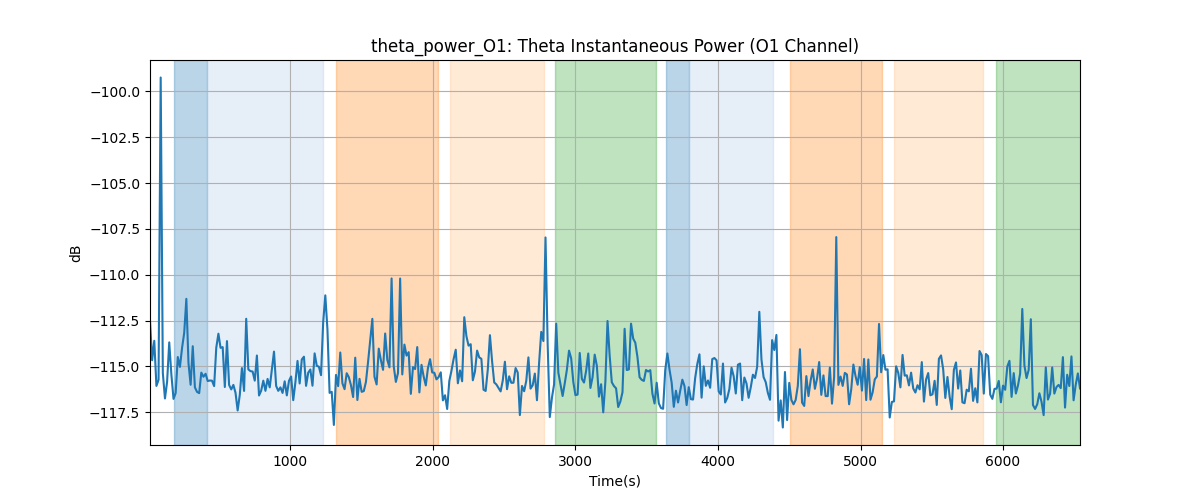 theta_power_O1: Theta Instantaneous Power (O1 Channel)
−100.0
−102.5
−105.0
−107.5
−110.0
−112.5
−115.0
−117.5
dB
1000 2000 3000 4000 5000 6000
Time(s)